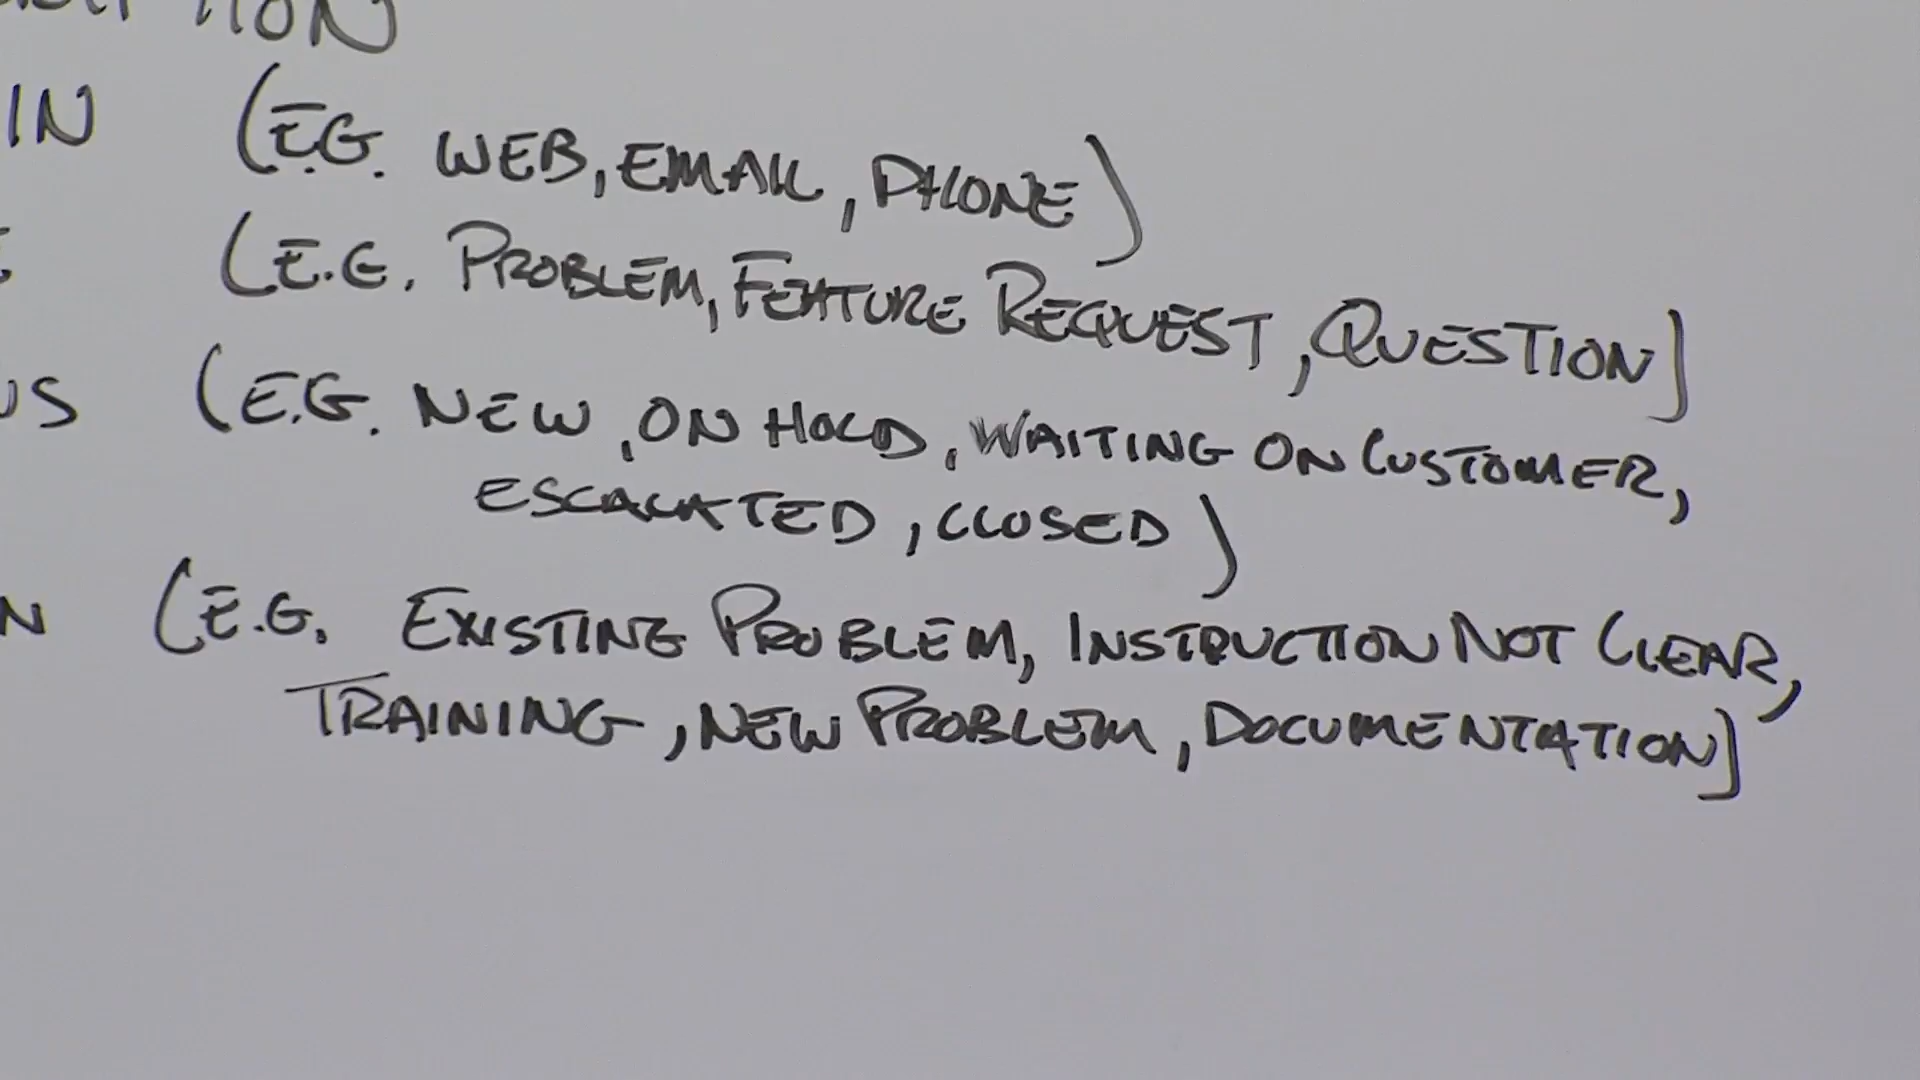 TION
IN (E.G. WEB, EMAIL, PHONE)
E (E.G. PROBLEM, FEATURE REQUEST, QUESTION)
US (E.G. NEW, ON HOLD, WAITING ON CUSTOMER,
ESCALATED, CLOSED)
N (E.G. EXISTING PROBLEM, INSTRUCTION NOT CLEAR,
TRAINING, NEW PROBLEM, DOCUMENTATION)